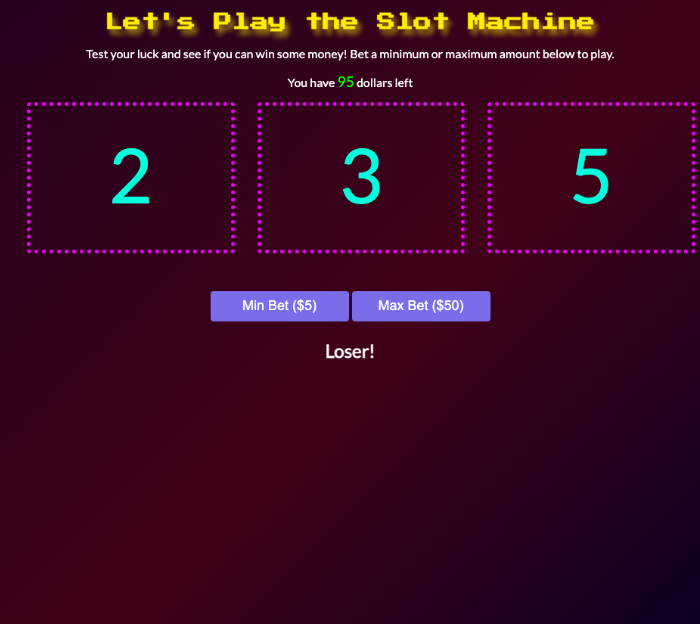 Let's Play the Slot Machine
Test your luck and see if you can win some money! Bet a minimum or maximum amount below to play.
You have 95 dollars left
2 3 5
Min Bet ($5) Max Bet ($50)
Loser!